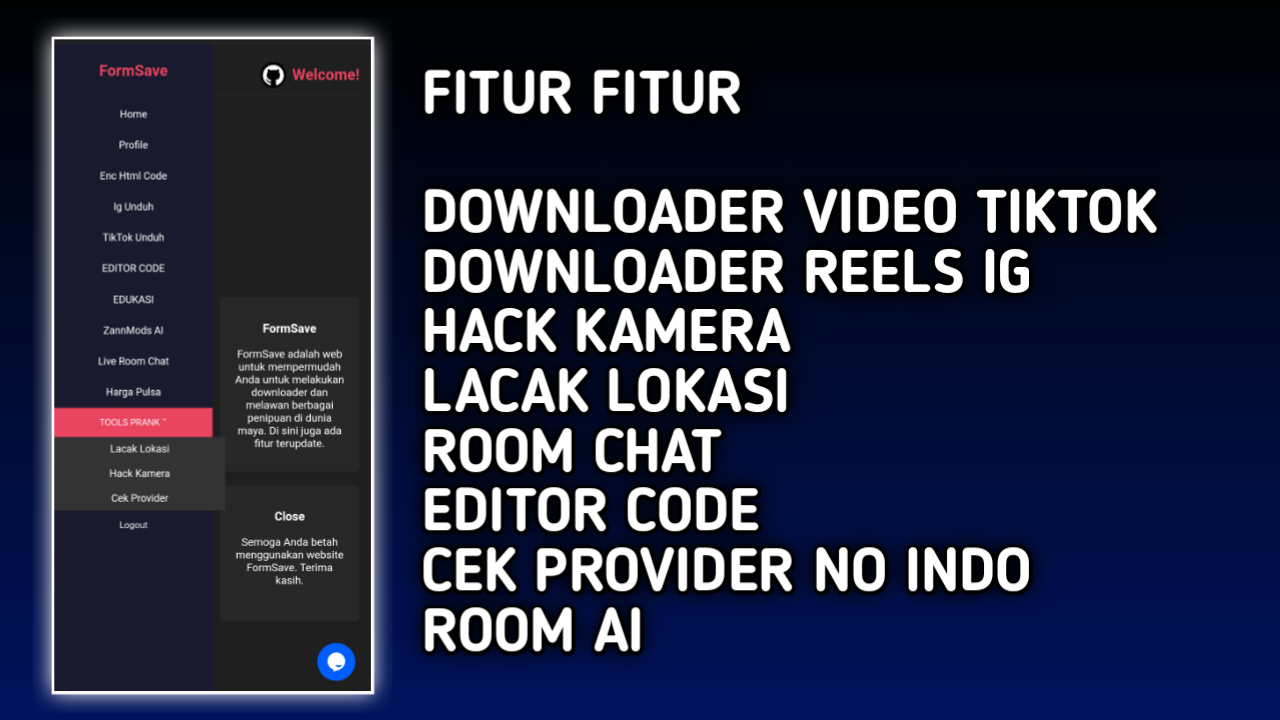 FormSave
Home
Profile
Enc Html Code
Ig Unduh
TikTok Unduh
EDITOR CODE
EDUKASI
ZannMods AI
Live Room Chat
Harga Pulsa
TOOLS PRANK
Lacak Lokasi
Hack Kamera
Cek Provider
Logout
Welcome!
FormSave
FormSave adalah web
untuk mempermudah
Anda untuk melakukan
downloader dan
melawan berbagai
penipuan di dunia
maya. Di sini juga ada
fitur terupdate.
Close
Semoga Anda betah
menggunakan website
FormSave. Terima
kasih.
FITUR FITUR
DOWNLOADER VIDEO TIKTOK
DOWNLOADER REELS IG
HACK KAMERA
LACAK LOKASI
ROOM CHAT
EDITOR CODE
CEK PROVIDER NO INDO
ROOM AI